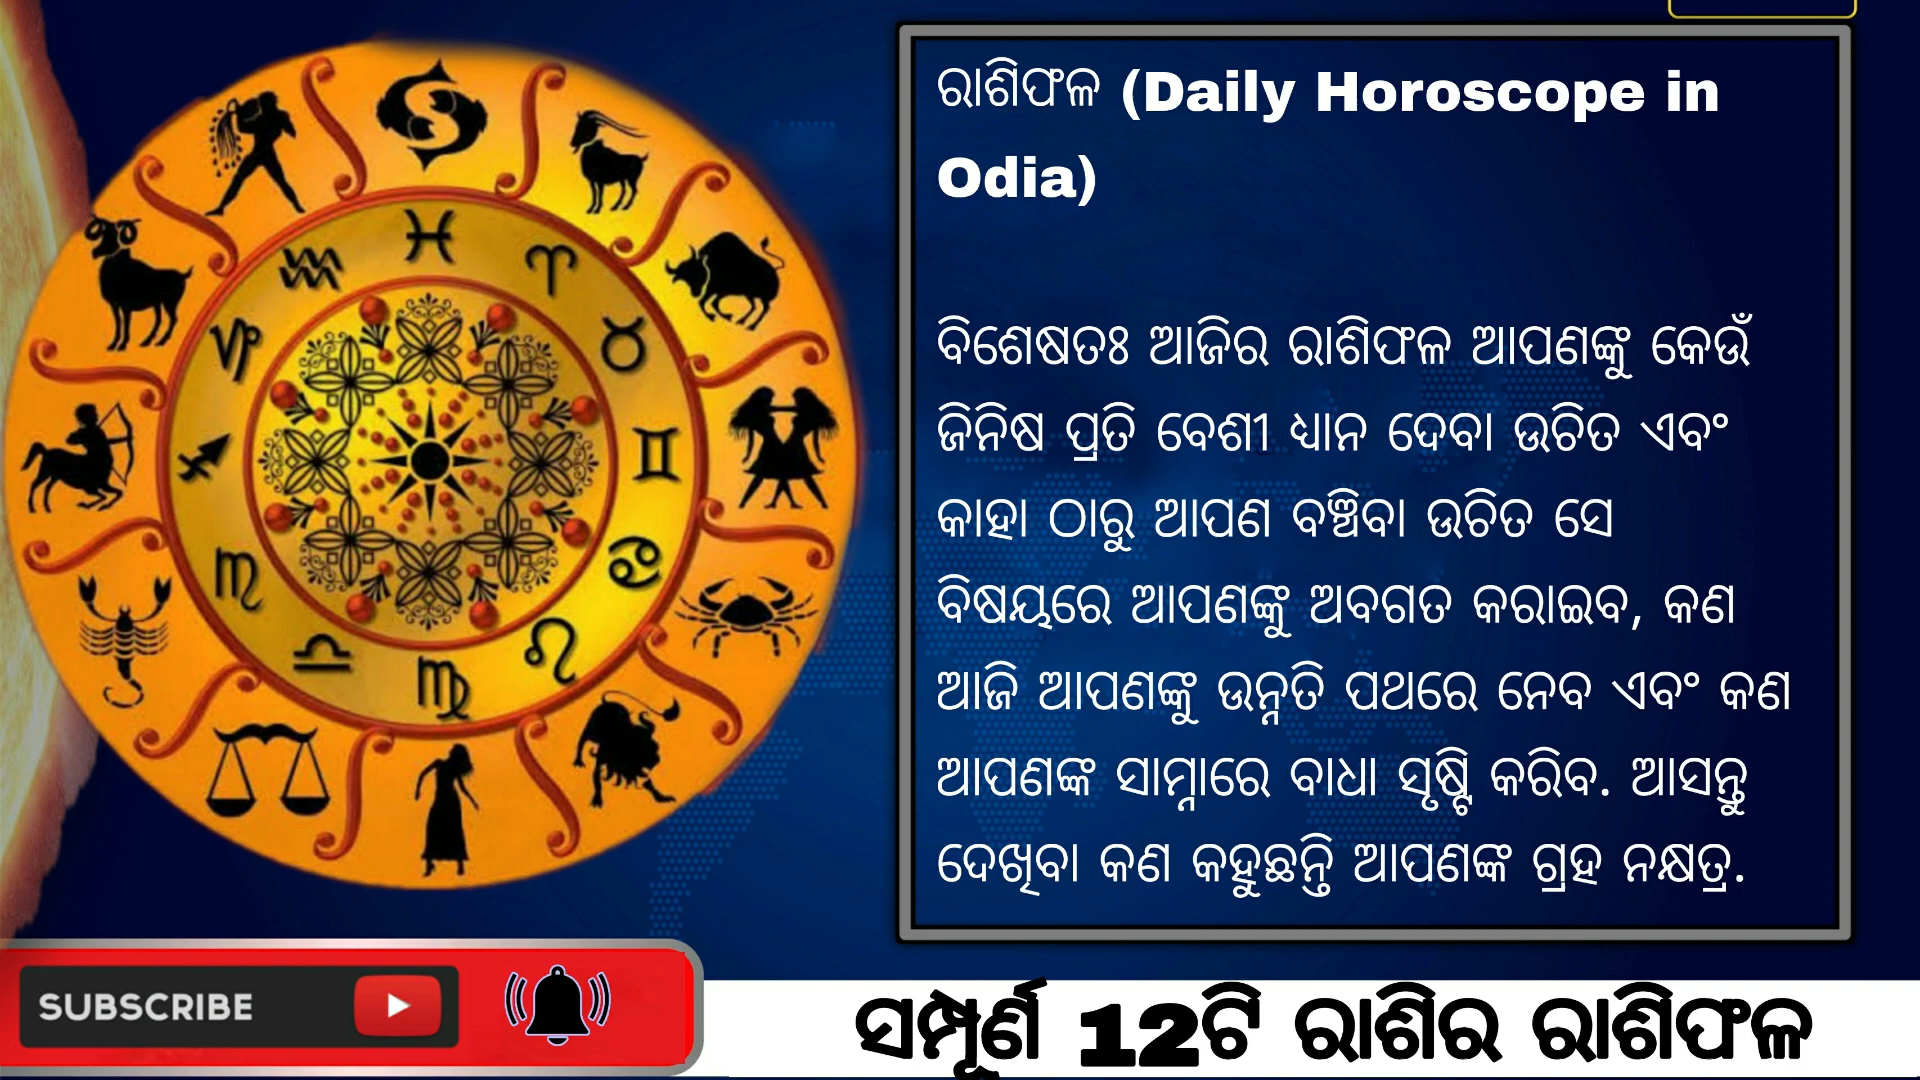 ରାଶିଫଳ (Daily Horoscope in
Odia)
ବିଶେଷତଃ ଆଜିର ରାଶିଫଳ ଆପଣଙ୍କୁ କେଉଁ
ଜିନିଷ ପ୍ରତି ବେଶୀ ଧ୍ୟାନ ଦେବା ଉଚିତ ଏବଂ
କାହା ଠାରୁ ଆପଣ ବଞ୍ଚିବା ଉଚିତ ସେ
ବିଷୟରେ ଆପଣଙ୍କୁ ଅବଗତ କରାଇବ, କଣ
ଆଜି ଆପଣଙ୍କୁ ଉନ୍ନତି ପଥରେ ନେବ ଏବଂ କଣ
ଆପଣଙ୍କ ସାମ୍ନାରେ ବାଧା ସୃଷ୍ଟି କରିବ. ଆସନ୍ତୁ
ଦେଖିବା କଣ କହୁଛନ୍ତି ଆପଣଙ୍କ ଗ୍ରହ ନକ୍ଷତ୍ର.
SUBSCRIBE
ସମ୍ପୂର୍ଣ 12ଟି ରାଶିର ରାଶିଫଳ